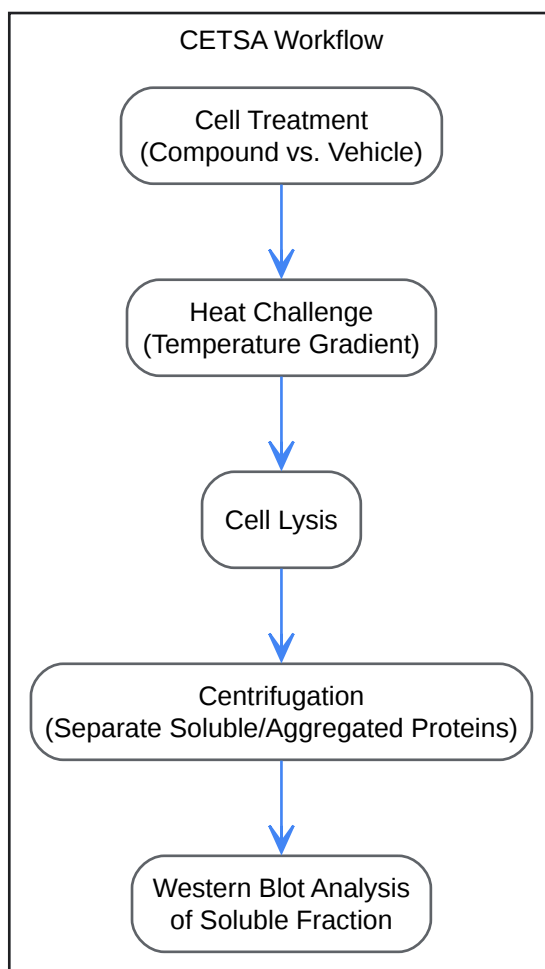 CETSA Workflow
Cell Treatment
(Compound vs. Vehicle)
Heat Challenge
(Temperature Gradient)
Cell Lysis
Centrifugation
(Separate Soluble/Aggregated Proteins)
Western Blot Analysis
of Soluble Fraction